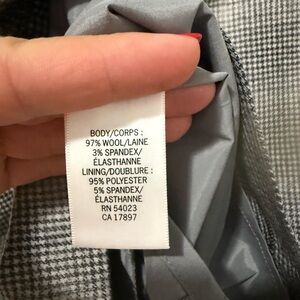 BODY/CORPS :
97% WOOL/LAINE
3% SPANDEX/
ÉLASTHANNE
LINING/DOUBLURE :
95% POLYESTER
5% SPANDEX/
ÉLASTHANNE
RN 54023
CA 17897